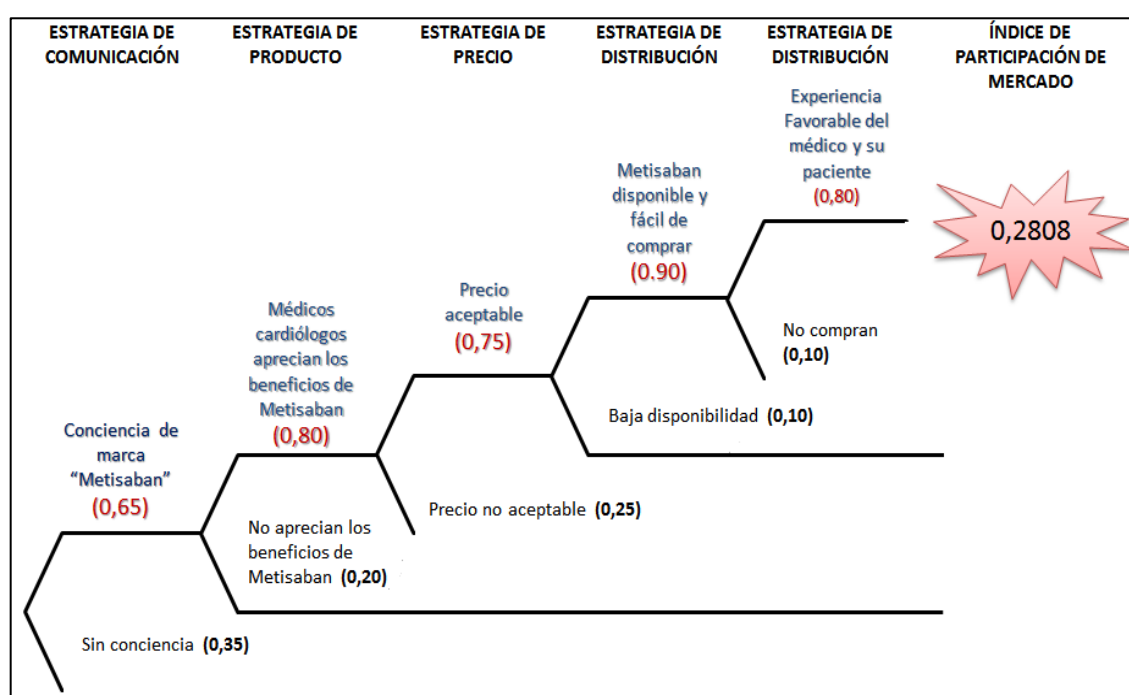 ESTRATEGIA DE
COMUNICACIÓN
ESTRATEGIA DE
PRODUCTO
ESTRATEGIA DE
PRECIO
ESTRATEGIA DE
DISTRIBUCIÓN
ESTRATEGIA DE
DISTRIBUCIÓN
ÍNDICE DE
PARTICIPACIÓN DE
MERCADO
Experiencia
Favorable del
médico y su
paciente
(0,80)
0,2808
Metisaban
disponible y
fácil de
comprar
(0.90)
No compran
(0,10)
Precio
aceptable
(0,75)
Baja disponibilidad (0,10)
Médicos
cardiólogos
aprecian los
beneficios de
Metisaban
(0,80)
Precio no aceptable (0,25)
Conciencia de
marca
“Metisaban”
(0,65)
No aprecian los
beneficios de
Metisaban (0,20)
Sin conciencia (0,35)